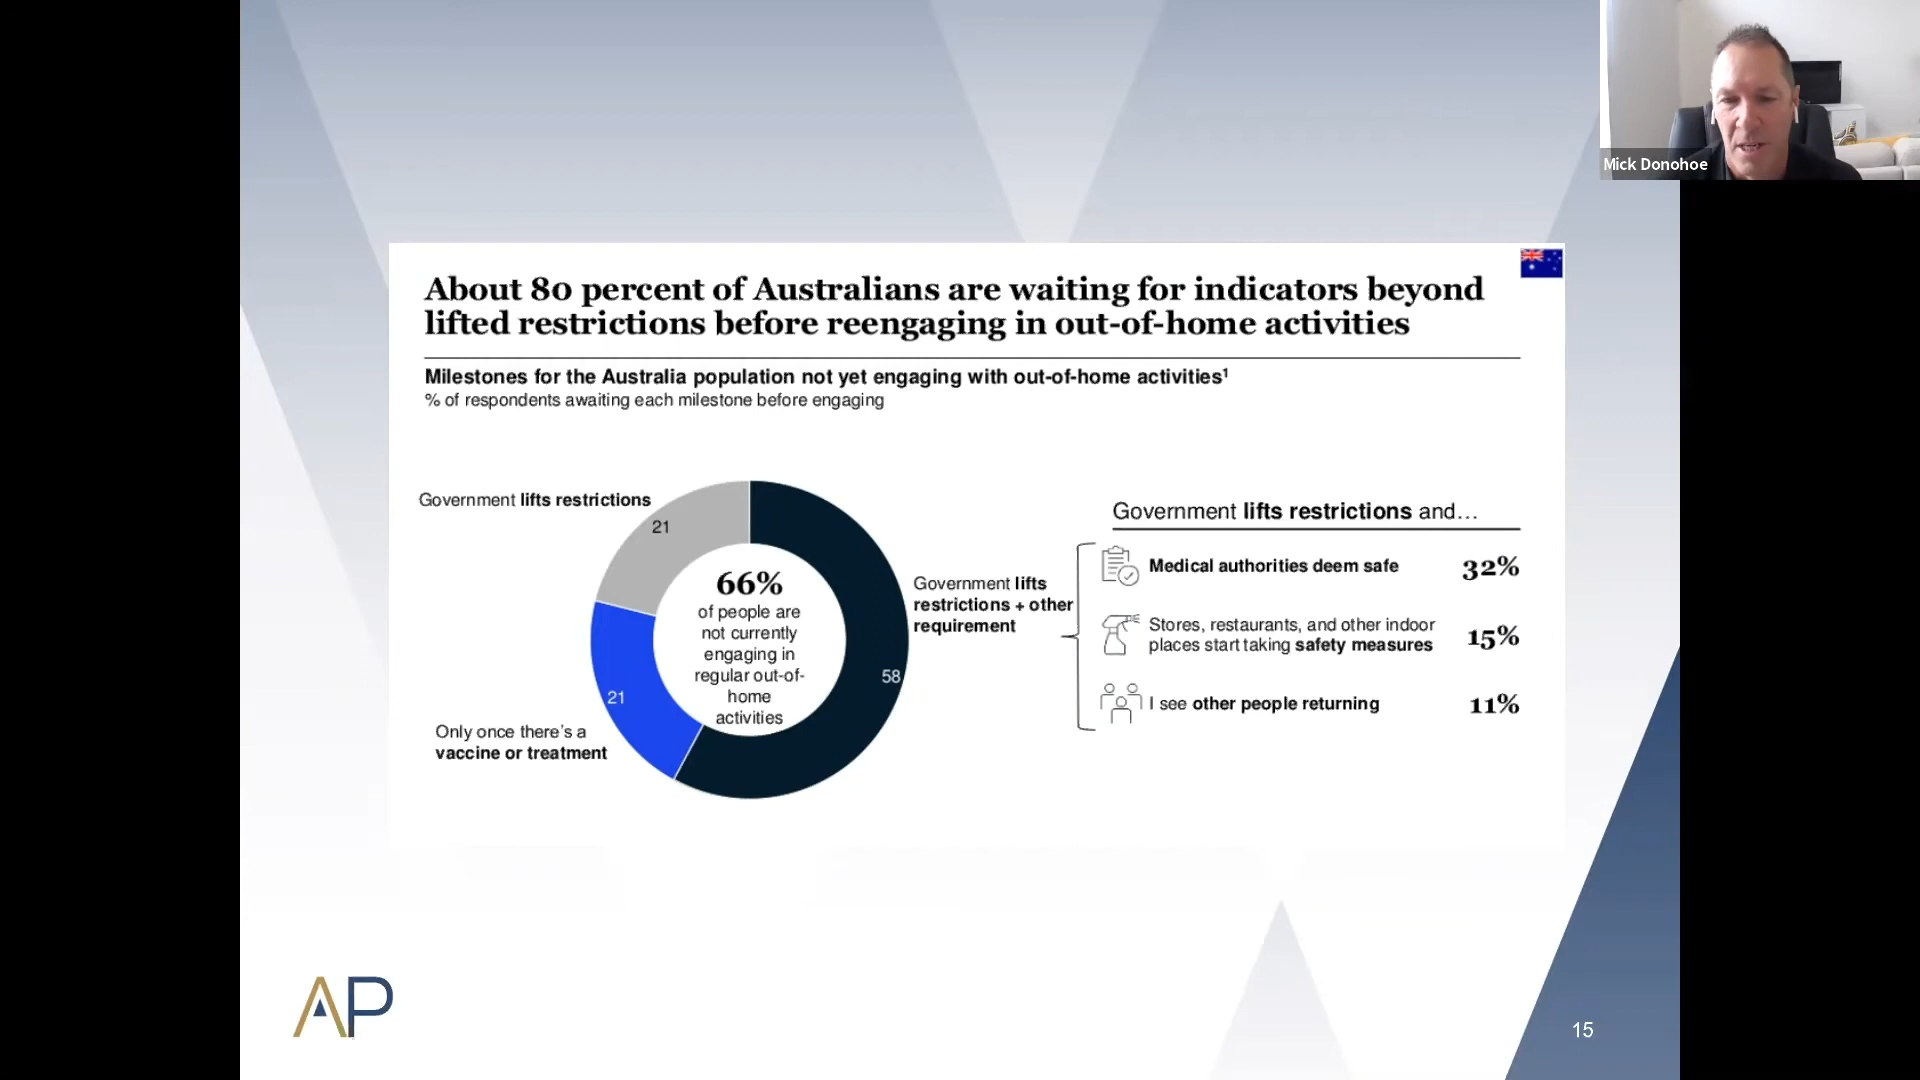 Mick Donohoe
About 80 percent of Australians are waiting for indicators beyond
lifted restrictions before reengaging in out-of-home activities
Milestones for the Australia population not yet engaging with out-of-home activities¹
% of respondents awaiting each milestone before engaging
Government lifts restrictions
21
66%
of people are
not currently
engaging in
regular out-of-
home
activities
21
Only once there's a
vaccine or treatment
58
Government lifts
restrictions + other
requirement
Government lifts restrictions and…
Medical authorities deem safe 32%
Stores, restaurants, and other indoor
places start taking safety measures 15%
I see other people returning 11%
AP
15